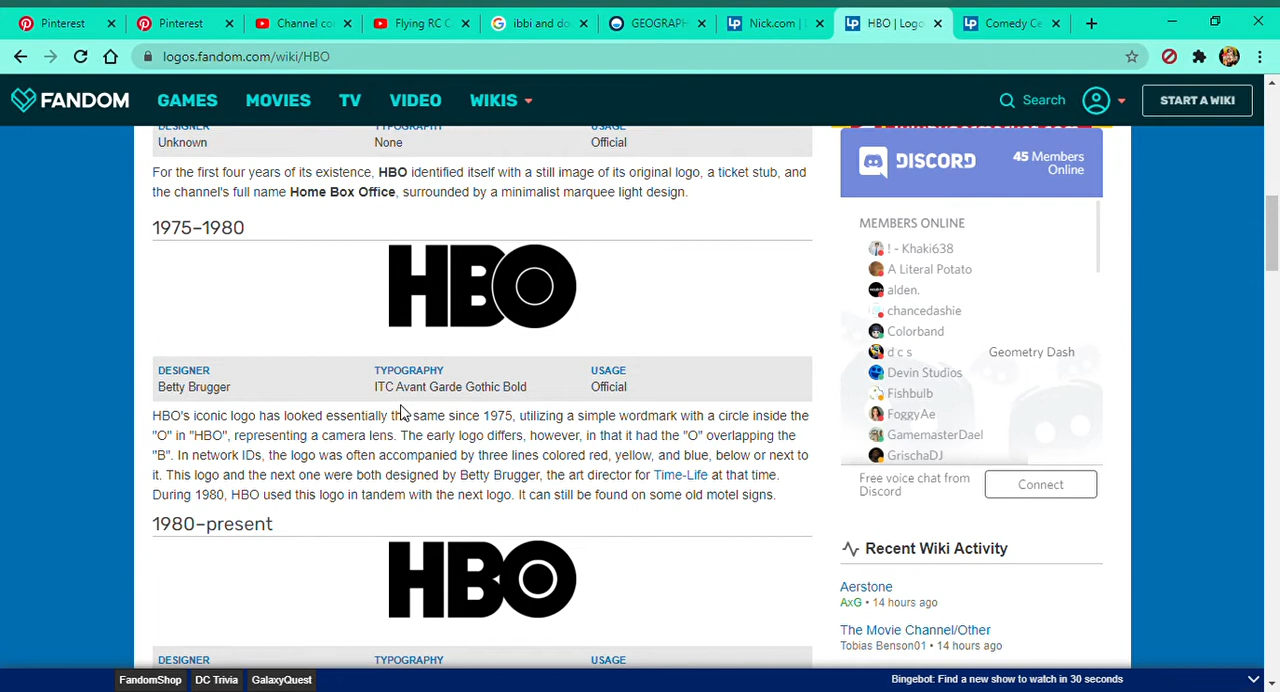 Pinterest
Pinterest
Channel co
Flying RC C
ibbi and do
GEOGRAPH
Nick.com |
HBO | Logo
Comedy Ce
logos.fandom.com/wiki/HBO
FANDOM
GAMES
MOVIES
TV
VIDEO
WIKIS
Search
START A WIKI
DESIGNER
TYPOGRAPHY
USAGE
Unknown
None
Official
For the first four years of its existence, HBO identified itself with a still image of its original logo, a ticket stub, and
the channel's full name Home Box Office, surrounded by a minimalist marquee light design.
1975–1980
HBO
DESIGNER
TYPOGRAPHY
USAGE
Betty Brugger
ITC Avant Garde Gothic Bold
Official
HBO's iconic logo has looked essentially the same since 1975, utilizing a simple wordmark with a circle inside the
"O" in "HBO", representing a camera lens. The early logo differs, however, in that it had the "O" overlapping the
"B". In network IDs, the logo was often accompanied by three lines colored red, yellow, and blue, below or next to
it. This logo and the next one were both designed by Betty Brugger, the art director for Time-Life at that time.
During 1980, HBO used this logo in tandem with the next logo. It can still be found on some old motel signs.
1980–present
HBO
DESIGNER
TYPOGRAPHY
USAGE
DISCORD
45 Members
Online
MEMBERS ONLINE
! - Khaki638
A Literal Potato
alden.
chancedashie
Colorband
d c s
Geometry Dash
Devin Studios
Fishbulb
FoggyAe
GamemasterDael
GrischaDJ
Free voice chat from
Discord
Connect
Recent Wiki Activity
Aerstone
AxG • 14 hours ago
The Movie Channel/Other
Tobias Benson01 • 14 hours ago
FandomShop
DC Trivia
GalaxyQuest
Bingebot: Find a new show to watch in 30 seconds